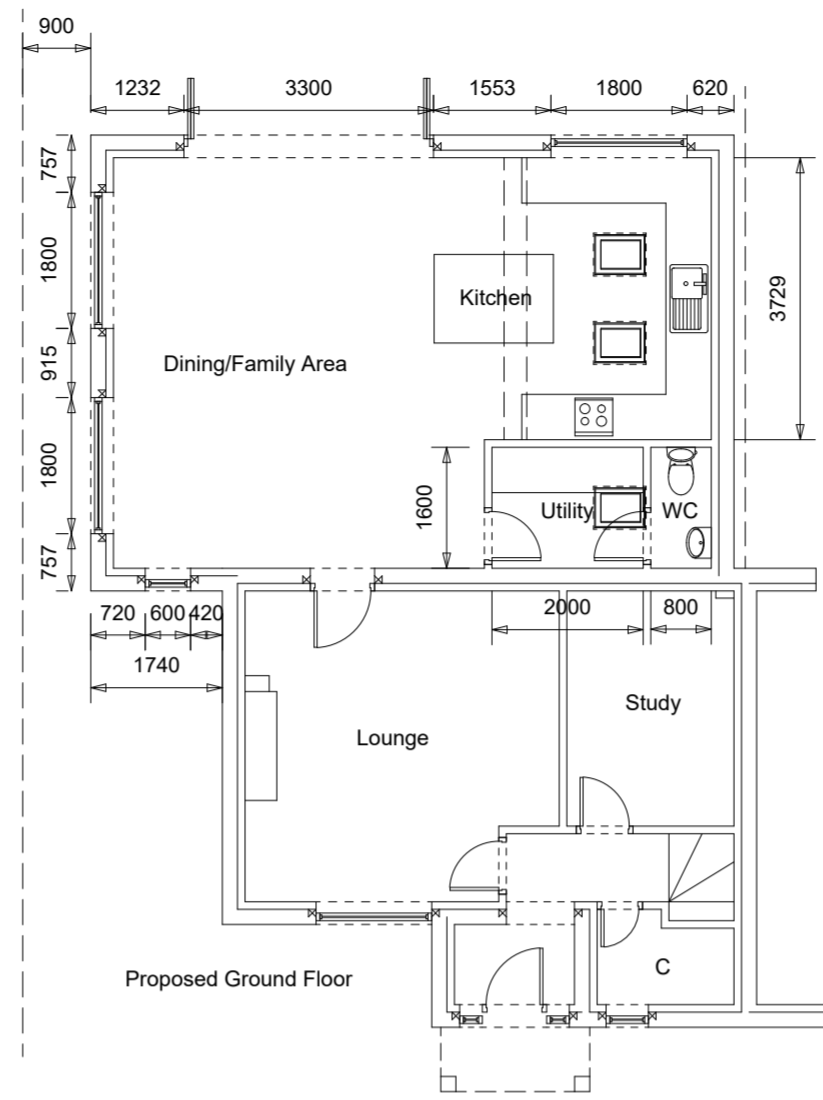 900
1232 3300 1553 1800 620
757
1800
915
1800
757
3729
Kitchen
Dining/Family Area
1600
Utility WC
720 600 420
1740
2000 800
Study
Lounge
C
Proposed Ground Floor